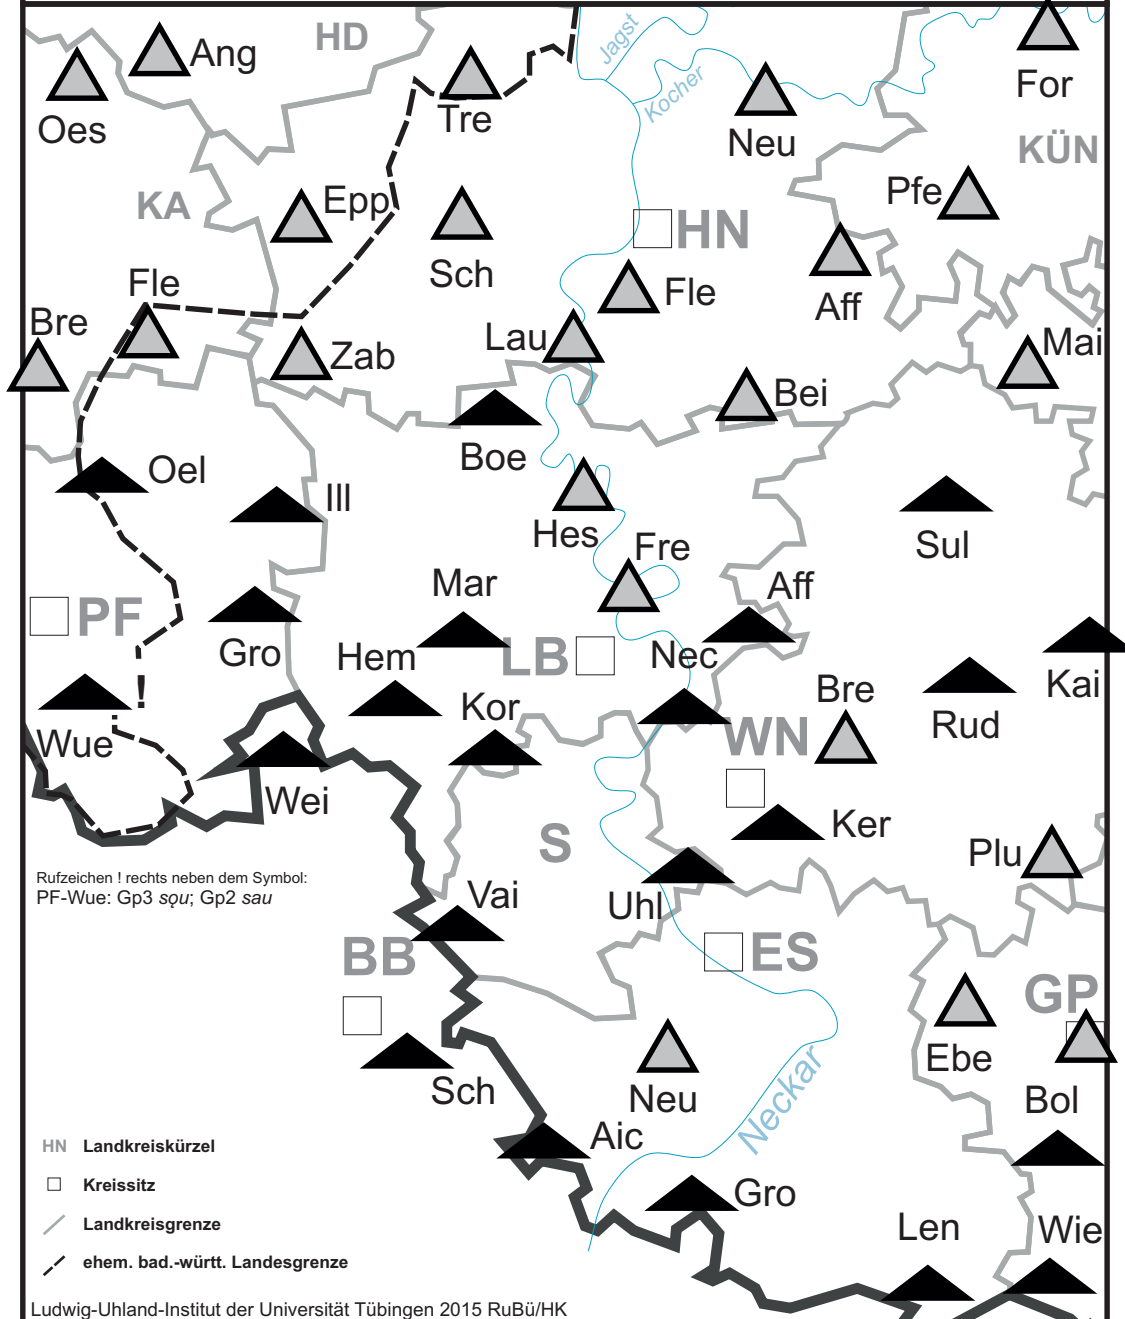 HD
Jagst
Ang
Oes
Tre
Kocher
For
Neu
KÜN
KA
Epp
Pfe
HN
Sch
Fle
Fle
Aff
Bre
Lau
Zab
Mai
Bei
Boe
Oel
Ill
Hes
Sul
Fre
Mar
Aff
PF
Gro
Hem
LB
Nec
Kai
Bre
Kor
Rud
Wue
!
WN
Wei
Ker
S
Plu
Rufzeichen ! rechts neben dem Symbol:
PF-Wue: Gp3 sǫu; Gp2 sau
Vai
Uhl
BB
ES
GP
Ebe
Sch
Neu
Bol
Neckar
HN Landkreiskürzel
Aic
Kreissitz
Gro
Landkreisgrenze
Len
Wie
ehem. bad.-württ. Landesgrenze
Ludwig-Uhland-Institut der Universität Tübingen 2015 RuBü/HK